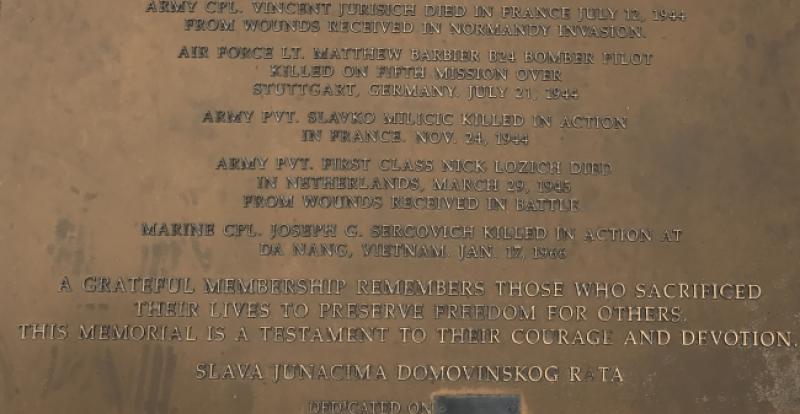 ARMY CPL. VINCENT JURISICH DIED IN FRANCE JULY 12, 1944
FROM WOUNDS RECEIVED IN NORMANDY INVASION.
AIR FORCE LT. MATTHEW BARBIER B24 BOMBER PILOT
KILLED ON FIFTH MISSION OVER
STUTTGART, GERMANY. JULY 21, 1944
ARMY PVT. SLAVKO MILICIC KILLED IN ACTION
IN FRANCE. NOV. 24, 1944
ARMY PVT. FIRST CLASS NICK LOZICH DIED
IN NETHERLANDS, MARCH 29, 1945
FROM WOUNDS RECEIVED IN BATTLE
MARINE CPL. JOSEPH G. SERCOVICH KILLED IN ACTION AT
DA NANG, VIETNAM. JAN. 17, 1966
A GRATEFUL MEMBERSHIP REMEMBERS THOSE WHO SACRIFICED
THEIR LIVES TO PRESERVE FREEDOM FOR OTHERS.
THIS MEMORIAL IS A TESTAMENT TO THEIR COURAGE AND DEVOTION.
SLAVA JUNACIMA DOMOVINSKOG RATA
DEDICATED ON